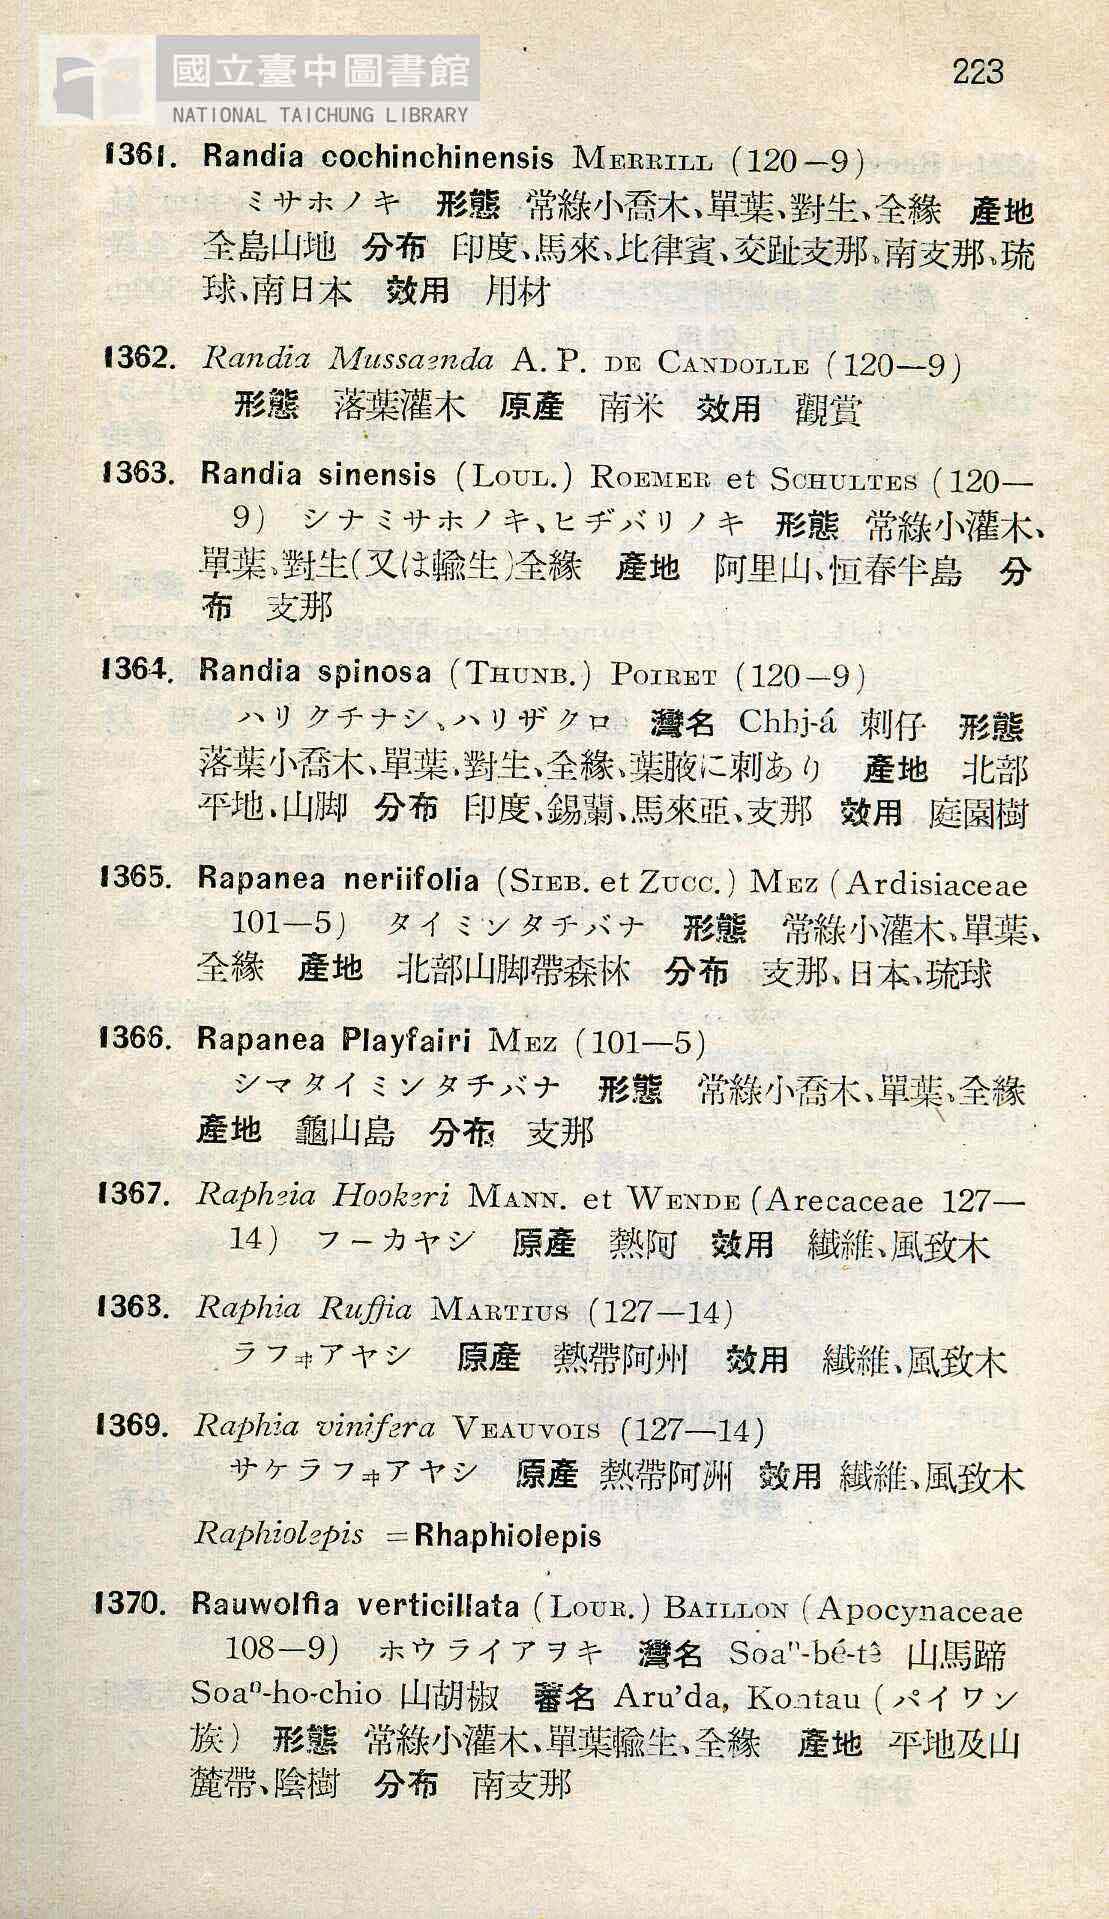 國立臺中圖書館
NATIONAL TAICHUNG LIBRARY
223
1361. Randia cochinchinensis MERRILL (120—9)
ミサホノキ 形態 常綠小喬木、單葉、對生、全緣 產地
全島山地 分布 印度、馬來、比律賓、交趾支那、南支那、琉
球、南日本 效用 用材
1362. Randia Mussaenda A. P. DE CANDOLLE (120—9)
形態 落葉灌木 原產 南米 效用 觀賞
1363. Randia sinensis (LOUL.) ROEMER et SCHULTES (120—
9) シナミサホノキ、ヒヂバリノキ 形態 常綠小灌木、
單葉、對生(又は輪生)全緣 產地 阿里山、恒春半島 分
布 支那
1364. Randia spinosa (THUNB.) POIRET (120—9)
ハリクチナシ、ハリザクロ 灣名 Chhj-á 刺仔 形態
落葉小喬木、單葉、對生、全緣、葉腋に刺あり 產地 北部
平地、山脚 分布 印度、錫蘭、馬來亞、支那 效用 庭園樹
1365. Rapanea neriifolia (SIEB. et ZUCC.) MEZ (Ardisiaceae
101—5) タイミンタチバナ 形態 常綠小灌木、單葉、
全緣 產地 北部山脚帶森林 分布 支那、日本、琉球
1366. Rapanea Playfairi MEZ (101—5)
シマタイミンタチバナ 形態 常綠小喬木、單葉、全緣
產地 龜山島 分布 支那
1367. Rapheia Hookeri MANN. et WENDE (Arecaceae 127—
14) フーカヤシ 原產 熱阿 效用 纖維、風致木
1368. Raphia Ruffia MARTIUS (127—14)
ラフヰアヤシ 原產 熱帶阿州 效用 纖維、風致木
1369. Raphia vinifera VEAUVOIS (127—14)
サケラフヰアヤシ 原產 熱帶阿洲 效用 纖維、風致木
Raphiolepis =Rhaphiolepis
1370. Rauwolfia verticillata (LOUR.) BAILLON (Apocynaceae
108—9) ホウライアヲキ 灣名 Soaⁿ-bé-tê 山馬蹄
Soaⁿ-ho-chio 山胡椒 蕃名 Aru'da, Kontau (パイワン
族) 形態 常綠小灌木、單葉輪生、全緣 產地 平地及山
麓帶、陰樹 分布 南支那